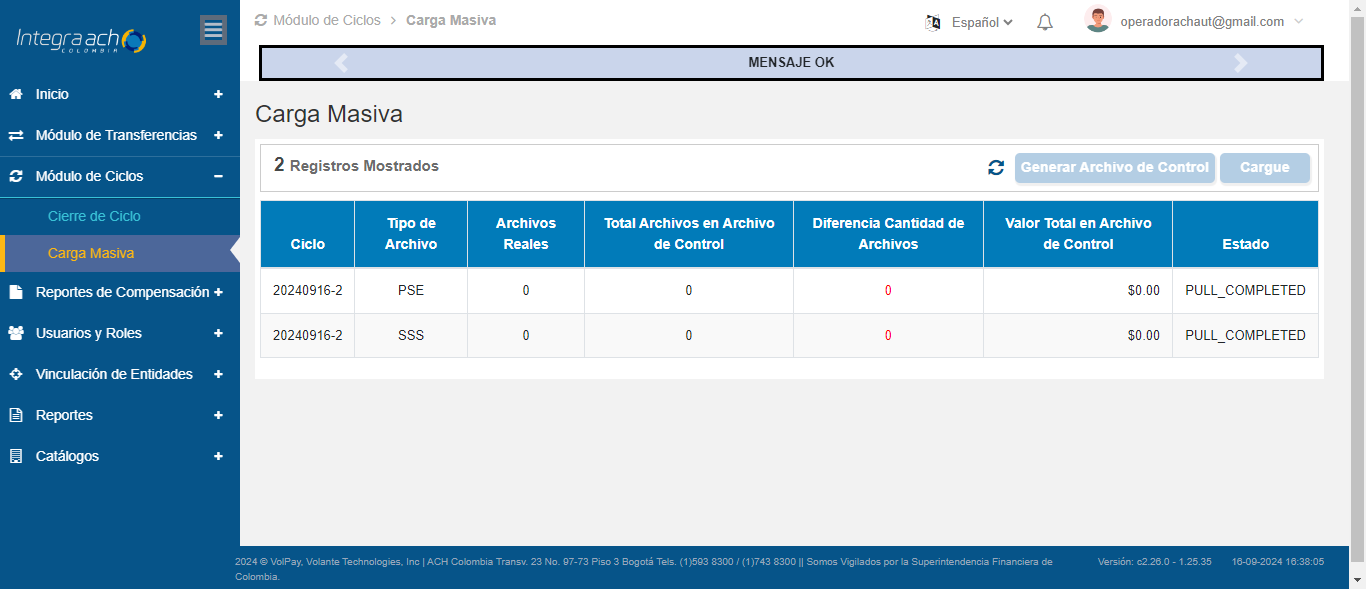 Integra ach
COLOMBIA
Módulo de Ciclos > Carga Masiva
Español
operadorachaut@gmail.com
MENSAJE OK
Inicio +
Módulo de Transferencias +
Módulo de Ciclos −
Cierre de Ciclo
Carga Masiva
Reportes de Compensación +
Usuarios y Roles +
Vinculación de Entidades +
Reportes +
Catálogos +
Carga Masiva
2 Registros Mostrados
Generar Archivo de Control
Cargue
Ciclo
Tipo de
Archivo
Archivos
Reales
Total Archivos en Archivo
de Control
Diferencia Cantidad de
Archivos
Valor Total en Archivo
de Control
Estado
20240916-2 PSE 0 0 0 $0.00 PULL_COMPLETED
20240916-2 SSS 0 0 0 $0.00 PULL_COMPLETED
2024 © VolPay, Volante Technologies, Inc | ACH Colombia Transv. 23 No. 97-73 Piso 3 Bogotá Tels. (1)593 8300 / (1)743 8300 || Somos Vigilados por la Superintendencia Financiera de
Colombia.
Versión: c2.26.0 - 1.25.35
16-09-2024 16:38:05